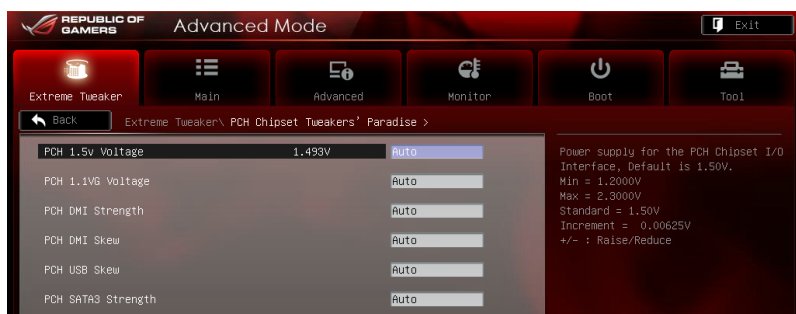 REPUBLIC OF
GAMERS
Advanced Mode
Exit
Extreme Tweaker
Main
Advanced
Monitor
Boot
Tool
Back
Extreme Tweaker\ PCH Chipset Tweakers' Paradise >
PCH 1.5v Voltage 1.493V Auto
PCH 1.1VG Voltage Auto
PCH DMI Strength Auto
PCH DMI Skew Auto
PCH USB Skew Auto
PCH SATA3 Strength Auto
Power supply for the PCH Chipset I/O
Interface, Default is 1.50V.
Min = 1.2000V
Max = 2.3000V
Standard = 1.50V
Increment = 0.00625V
+/- : Raise/Reduce